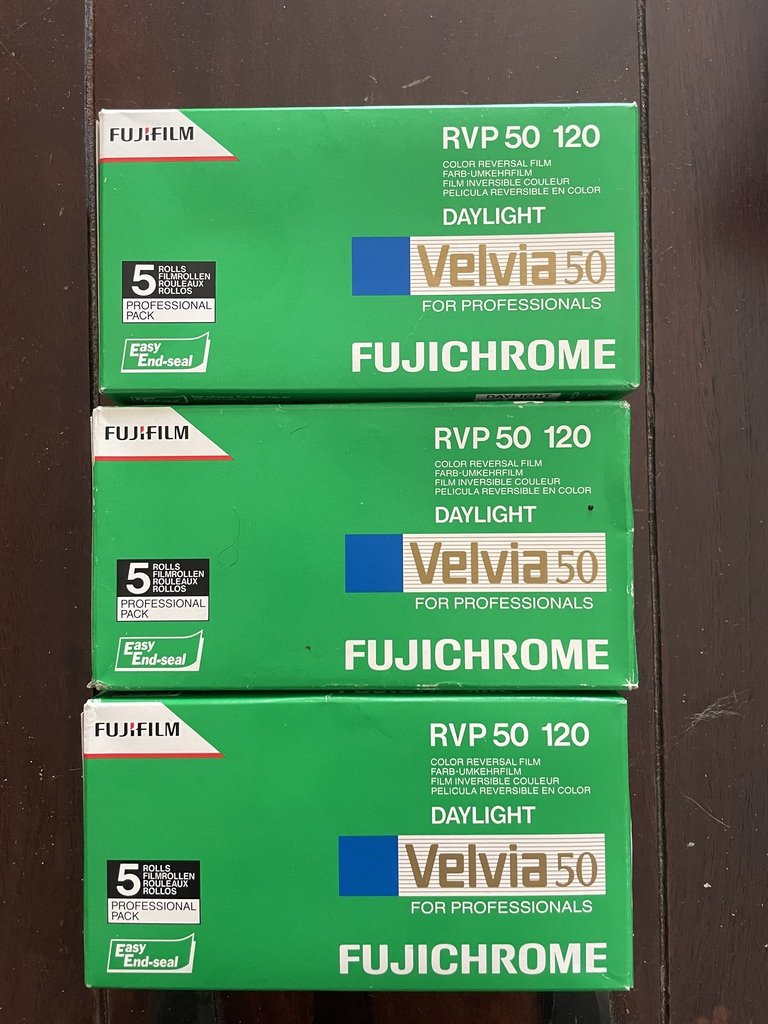 FUJIFILM
RVP 50 120
COLOR REVERSAL FILM
FARB-UMKEHRFILM
FILM INVERSIBLE COULEUR
PELICULA REVERSIBLE EN COLOR
DAYLIGHT
Velvia 50
FOR PROFESSIONALS
5 ROLLS
FILMROLLEN
ROULEAUX
ROLLOS
PROFESSIONAL
PACK
Easy
End-seal
FUJICHROME
DAYLIGHT
FUJIFILM
RVP 50 120
COLOR REVERSAL FILM
FARB-UMKEHRFILM
FILM INVERSIBLE COULEUR
PELICULA REVERSIBLE EN COLOR
DAYLIGHT
Velvia 50
FOR PROFESSIONALS
5 ROLLS
FILMROLLEN
ROULEAUX
ROLLOS
PROFESSIONAL
PACK
Easy
End-seal
FUJICHROME
FUJIFILM
RVP 50 120
COLOR REVERSAL FILM
FARB-UMKEHRFILM
FILM INVERSIBLE COULEUR
PELICULA REVERSIBLE EN COLOR
DAYLIGHT
Velvia 50
FOR PROFESSIONALS
5 ROLLS
FILMROLLEN
ROULEAUX
ROLLOS
PROFESSIONAL
PACK
Easy
End-seal
FUJICHROME